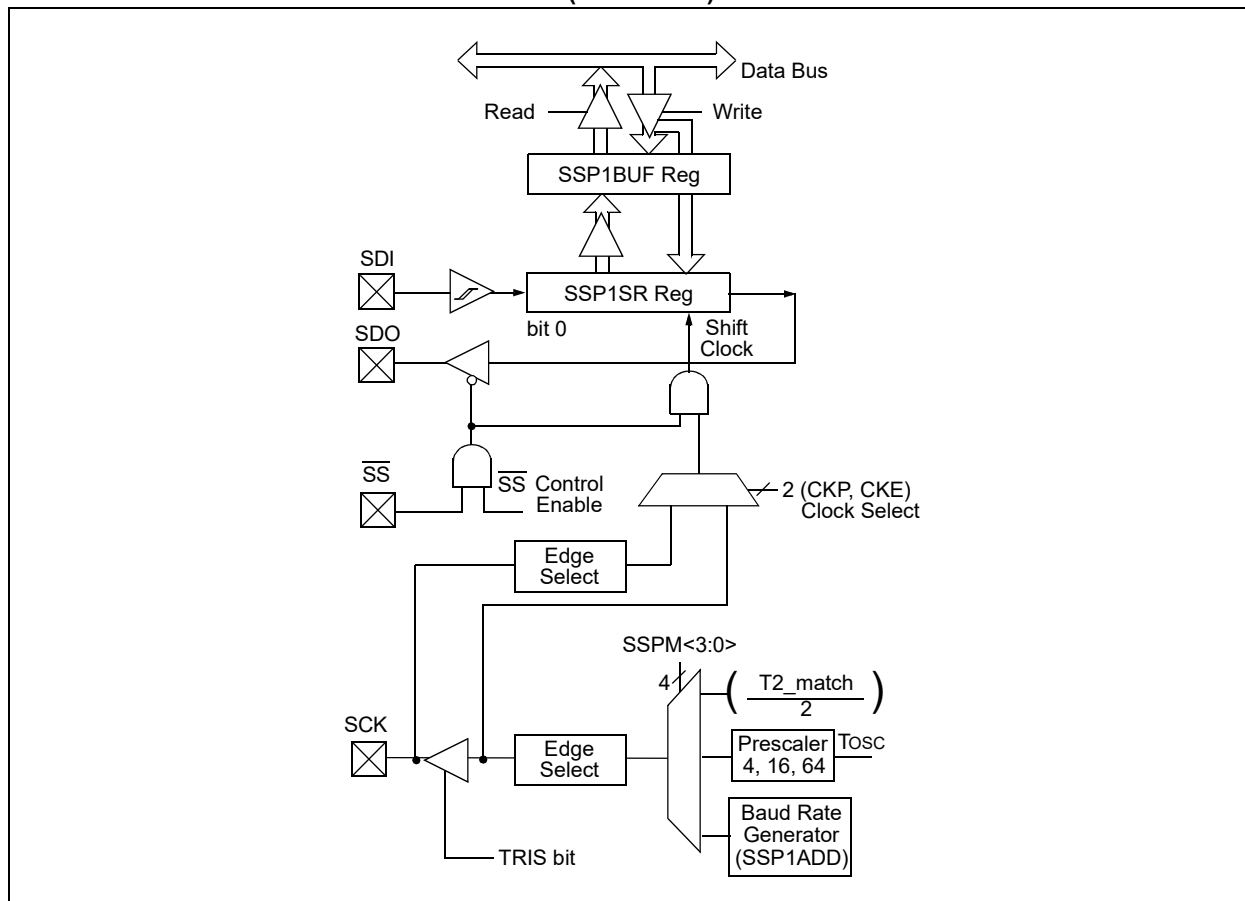 Data Bus
Read
Write
SSP1BUF Reg
SDI
SSP1SR Reg
bit 0
Shift
Clock
SDO
SS
SS Control
Enable
2 (CKP, CKE)
Clock Select
Edge
Select
SSPM<3:0>
4
( T2_match )
2
SCK
Edge
Select
Prescaler
4, 16, 64
TOSC
Baud Rate
Generator
(SSP1ADD)
TRIS bit